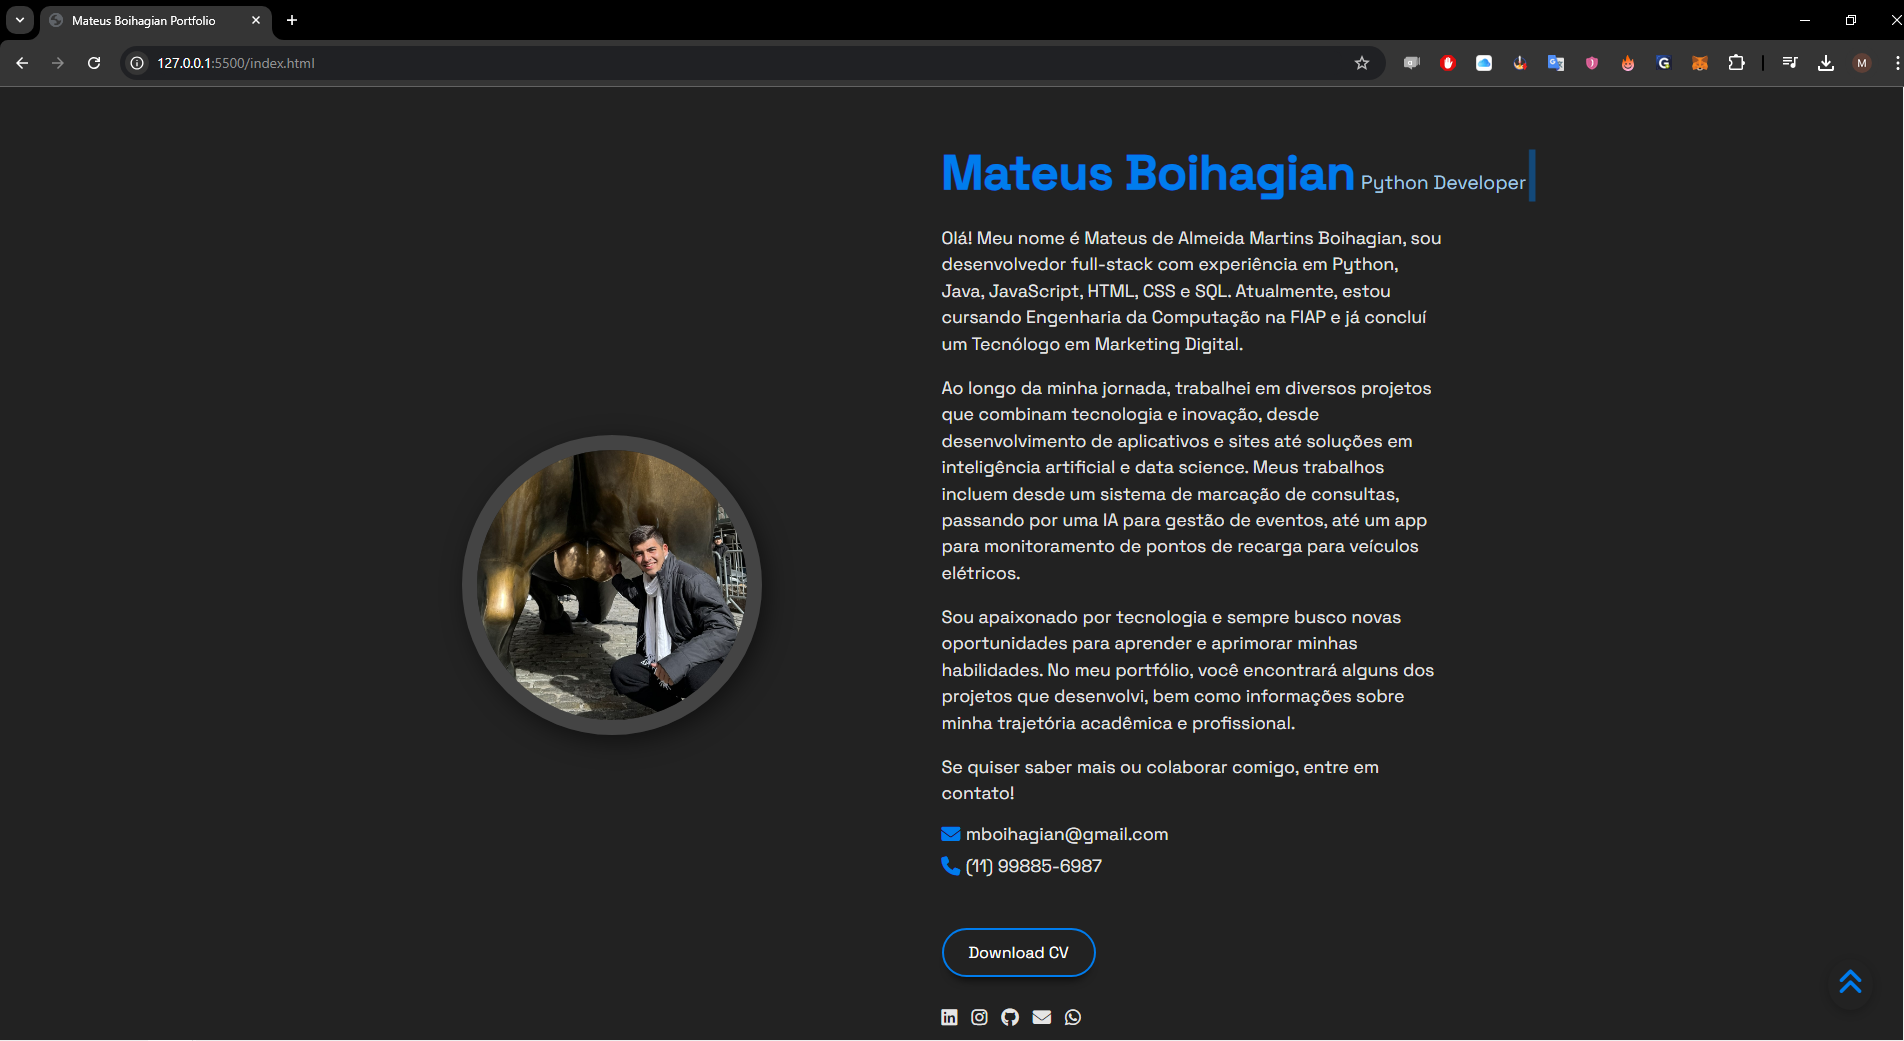 Mateus Boihagian Portfolio
127.0.0.1:5500/index.html
G
M
Mateus Boihagian Python Developer
Olá! Meu nome é Mateus de Almeida Martins Boihagian, sou
desenvolvedor full-stack com experiência em Python,
Java, JavaScript, HTML, CSS e SQL. Atualmente, estou
cursando Engenharia da Computação na FIAP e já concluí
um Tecnólogo em Marketing Digital.
Ao longo da minha jornada, trabalhei em diversos projetos
que combinam tecnologia e inovação, desde
desenvolvimento de aplicativos e sites até soluções em
inteligência artificial e data science. Meus trabalhos
incluem desde um sistema de marcação de consultas,
passando por uma IA para gestão de eventos, até um app
para monitoramento de pontos de recarga para veículos
elétricos.
Sou apaixonado por tecnologia e sempre busco novas
oportunidades para aprender e aprimorar minhas
habilidades. No meu portfólio, você encontrará alguns dos
projetos que desenvolvi, bem como informações sobre
minha trajetória acadêmica e profissional.
Se quiser saber mais ou colaborar comigo, entre em
contato!
mboihagian@gmail.com
(11) 99885-6987
Download CV
in